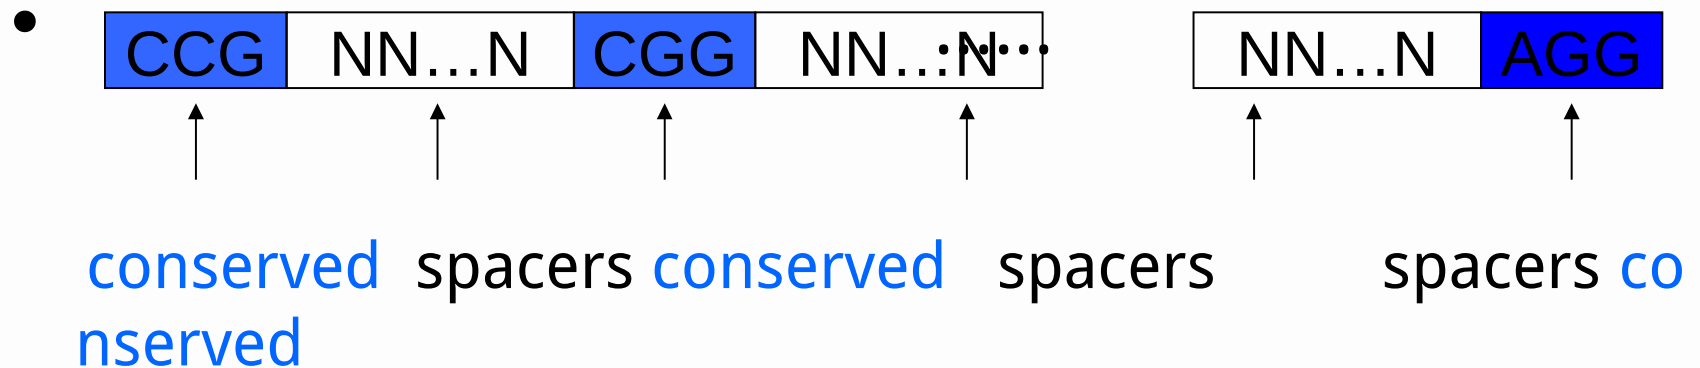 • CCG NN…N CGG NN…N ...... NN…N AGG
conserved spacers conserved spacers spacers co
nserved